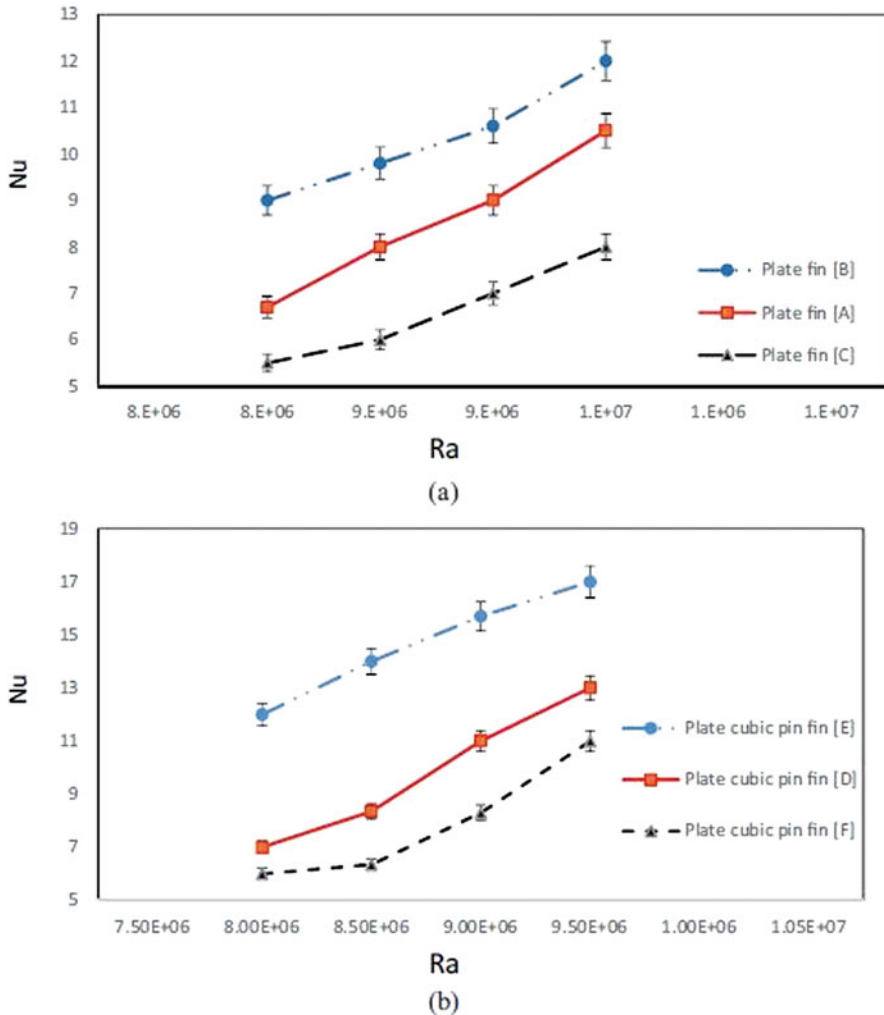 13
12
11
10
9
8
7
6
5
Nu
Plate fin [B]
Plate fin [A]
Plate fin [C]
8.E+06 8.E+06 9.E+06 9.E+06 1.E+07 1.E+06 1.E+07
Ra
(a)
19
17
15
13
11
9
7
5
Nu
Plate cubic pin fin [E]
Plate cubic pin fin [D]
Plate cubic pin fin [F]
7.50E+06 8.00E+06 8.50E+06 9.00E+06 9.50E+06 1.00E+06 1.05E+07
Ra
(b)